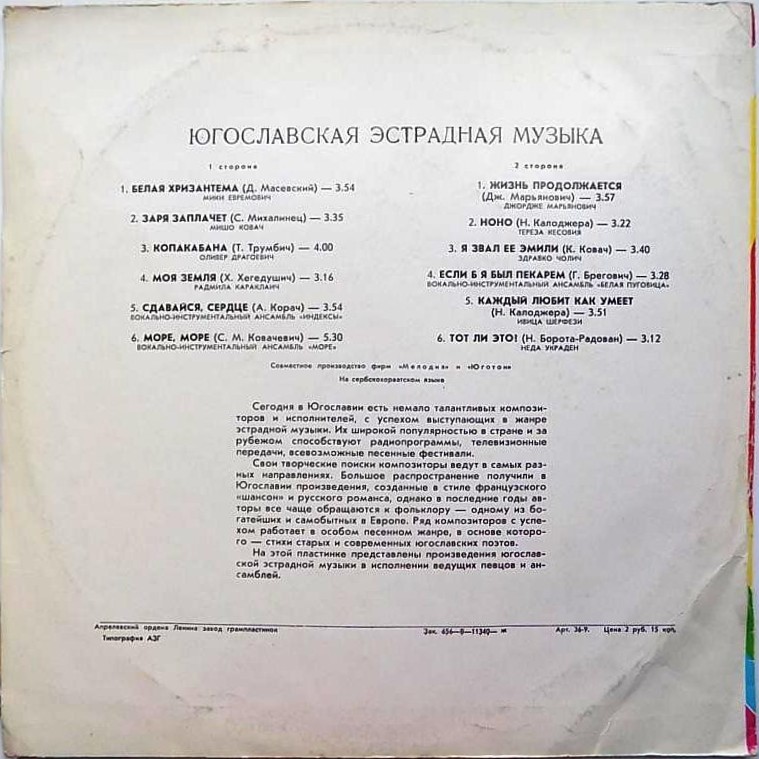 ЮГОСЛАВСКАЯ ЭСТРАДНАЯ МУЗЫКА
1 сторона
1. БЕЛАЯ ХРИЗАНТЕМА (Д. Масевский) — 3.54
МИКИ ЕВРЕМОВИЧ
2. ЗАРЯ ЗАПЛАЧЕТ (С. Михалинец) — 3.35
МИШО КОВАЧ
3. КОПАКАБАНА (Т. Трумбич) — 4.00
ОЛИВЕР ДРАГОЕВИЧ
4. МОЯ ЗЕМЛЯ (Х. Хегедушич) — 3.16
РАДМИЛА КАРАКЛАИЧ
5. СДАВАЙСЯ, СЕРДЦЕ (А. Корач) — 3.54
ВОКАЛЬНО-ИНСТРУМЕНТАЛЬНЫЙ АНСАМБЛЬ «ИНДЕКСЫ»
6. МОРЕ, МОРЕ (С. М. Ковачевич) — 5.30
ВОКАЛЬНО-ИНСТРУМЕНТАЛЬНЫЙ АНСАМБЛЬ «МОРЕ»
2 сторона
1. ЖИЗНЬ ПРОДОЛЖАЕТСЯ
(Дж. Марьянович) — 3.57
ДЖОРДЖЕ МАРЬЯНОВИЧ
2. НОНО (Н. Калоджера) — 3.22
ТЕРЕЗА КЕСОВИЯ
3. Я ЗВАЛ ЕЕ ЭМИЛИ (К. Ковач) — 3.40
ЗДРАВКО ЧОЛИЧ
4. ЕСЛИ Б Я БЫЛ ПЕКАРЕМ (Г. Брегович) — 3.28
ВОКАЛЬНО-ИНСТРУМЕНТАЛЬНЫЙ АНСАМБЛЬ «БЕЛАЯ ПУГОВИЦА»
5. КАЖДЫЙ ЛЮБИТ КАК УМЕЕТ
(Н. Калоджера) — 3.51
ИВИЦА ШЕРФЕЗИ
6. ТОТ ЛИ ЭТО! (Н. Борота-Радован) — 3.12
НЕДА УКРАДЕН
Совместное производство фирм «Мелодия» и «Юготон»
На сербскохорватском языке
Сегодня в Югославии есть немало талантливых компози-
торов и исполнителей, с успехом выступающих в жанре
эстрадной музыки. Их широкой популярностью в стране и за
рубежом способствуют радиопрограммы, телевизионные
передачи, всевозможные песенные фестивали.
Свои творческие поиски композиторы ведут в самых раз-
ных направлениях. Большое распространение получили в
Югославии произведения, созданные в стиле французского
«шансон» и русского романса, однако в последние годы ав-
торы все чаще обращаются к фольклору — одному из бо-
гатейших и самобытных в Европе. Ряд композиторов с успе-
хом работает в особом песенном жанре, в основе которо-
го — стихи старых и современных югославских поэтов.
На этой пластинке представлены произведения югослав-
ской эстрадной музыки в исполнении ведущих певцов и ан-
самблей.
Апрелевский ордена Ленина завод грампластинок
Типография АЗГ
Зак. 656—8—11340— м
Арт. 36-9. Цена 2 руб. 15 коп.